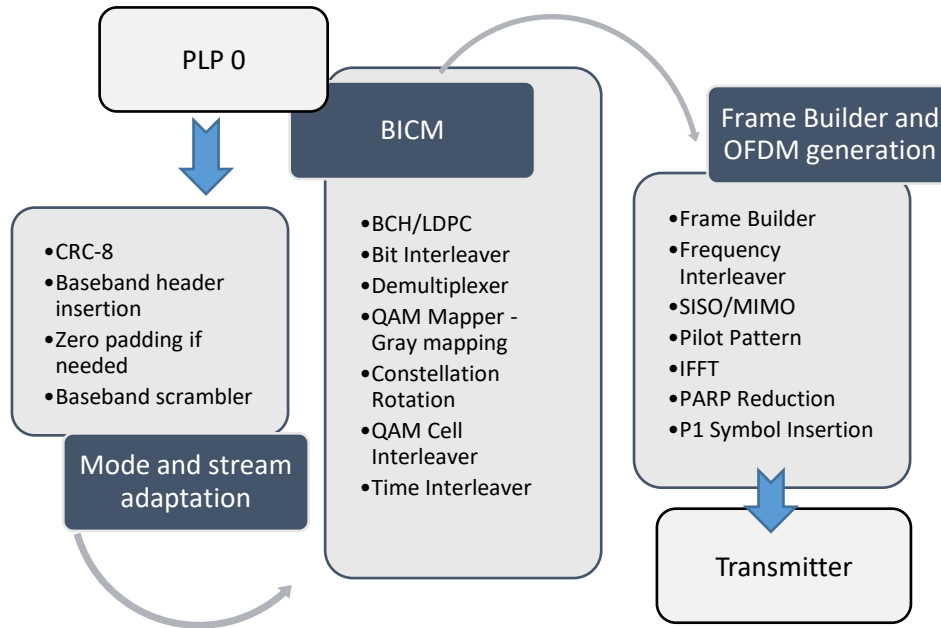 PLP 0
•CRC-8
•Baseband header
insertion
•Zero padding if
needed
•Baseband scrambler
Mode and stream
adaptation
BICM
•BCH/LDPC
•Bit Interleaver
•Demultiplexer
•QAM Mapper -
Gray mapping
•Constellation
Rotation
•QAM Cell
Interleaver
•Time Interleaver
Frame Builder and
OFDM generation
•Frame Builder
•Frequency
Interleaver
•SISO/MIMO
•Pilot Pattern
•IFFT
•PARP Reduction
•P1 Symbol Insertion
Transmitter